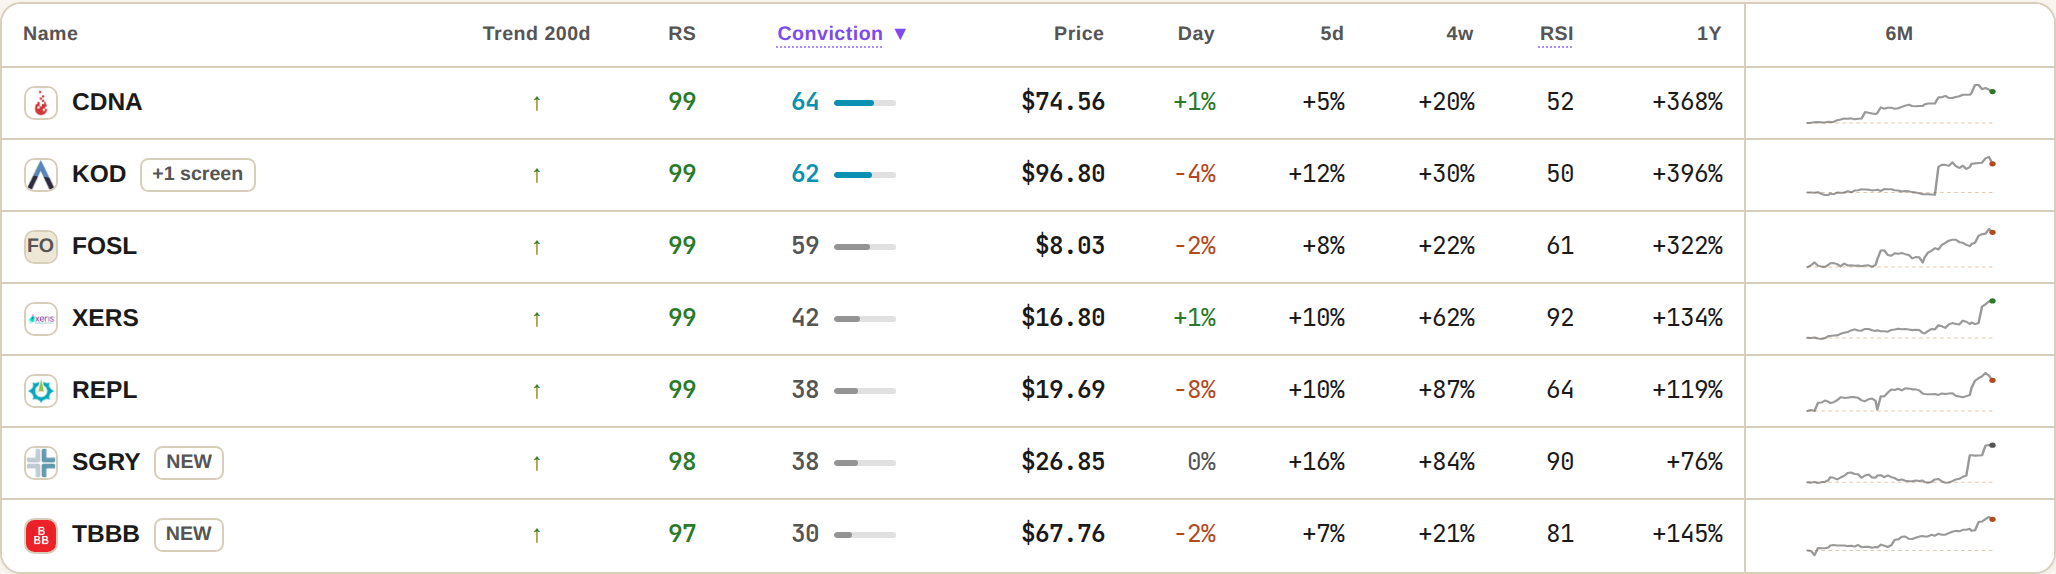 Name Trend 200d RS Conviction ▼ Price Day 5d 4w RSI 1Y 6M
CDNA ↑ 99 64 $74.56 +1% +5% +20% 52 +368%
KOD +1 screen ↑ 99 62 $96.80 -4% +12% +30% 50 +396%
FO FOSL ↑ 99 59 $8.03 -2% +8% +22% 61 +322%
xeris XERS ↑ 99 42 $16.80 +1% +10% +62% 92 +134%
REPL ↑ 99 38 $19.69 -8% +10% +87% 64 +119%
SGRY NEW ↑ 98 38 $26.85 0% +16% +84% 90 +76%
B
BB TBBB NEW ↑ 97 30 $67.76 -2% +7% +21% 81 +145%